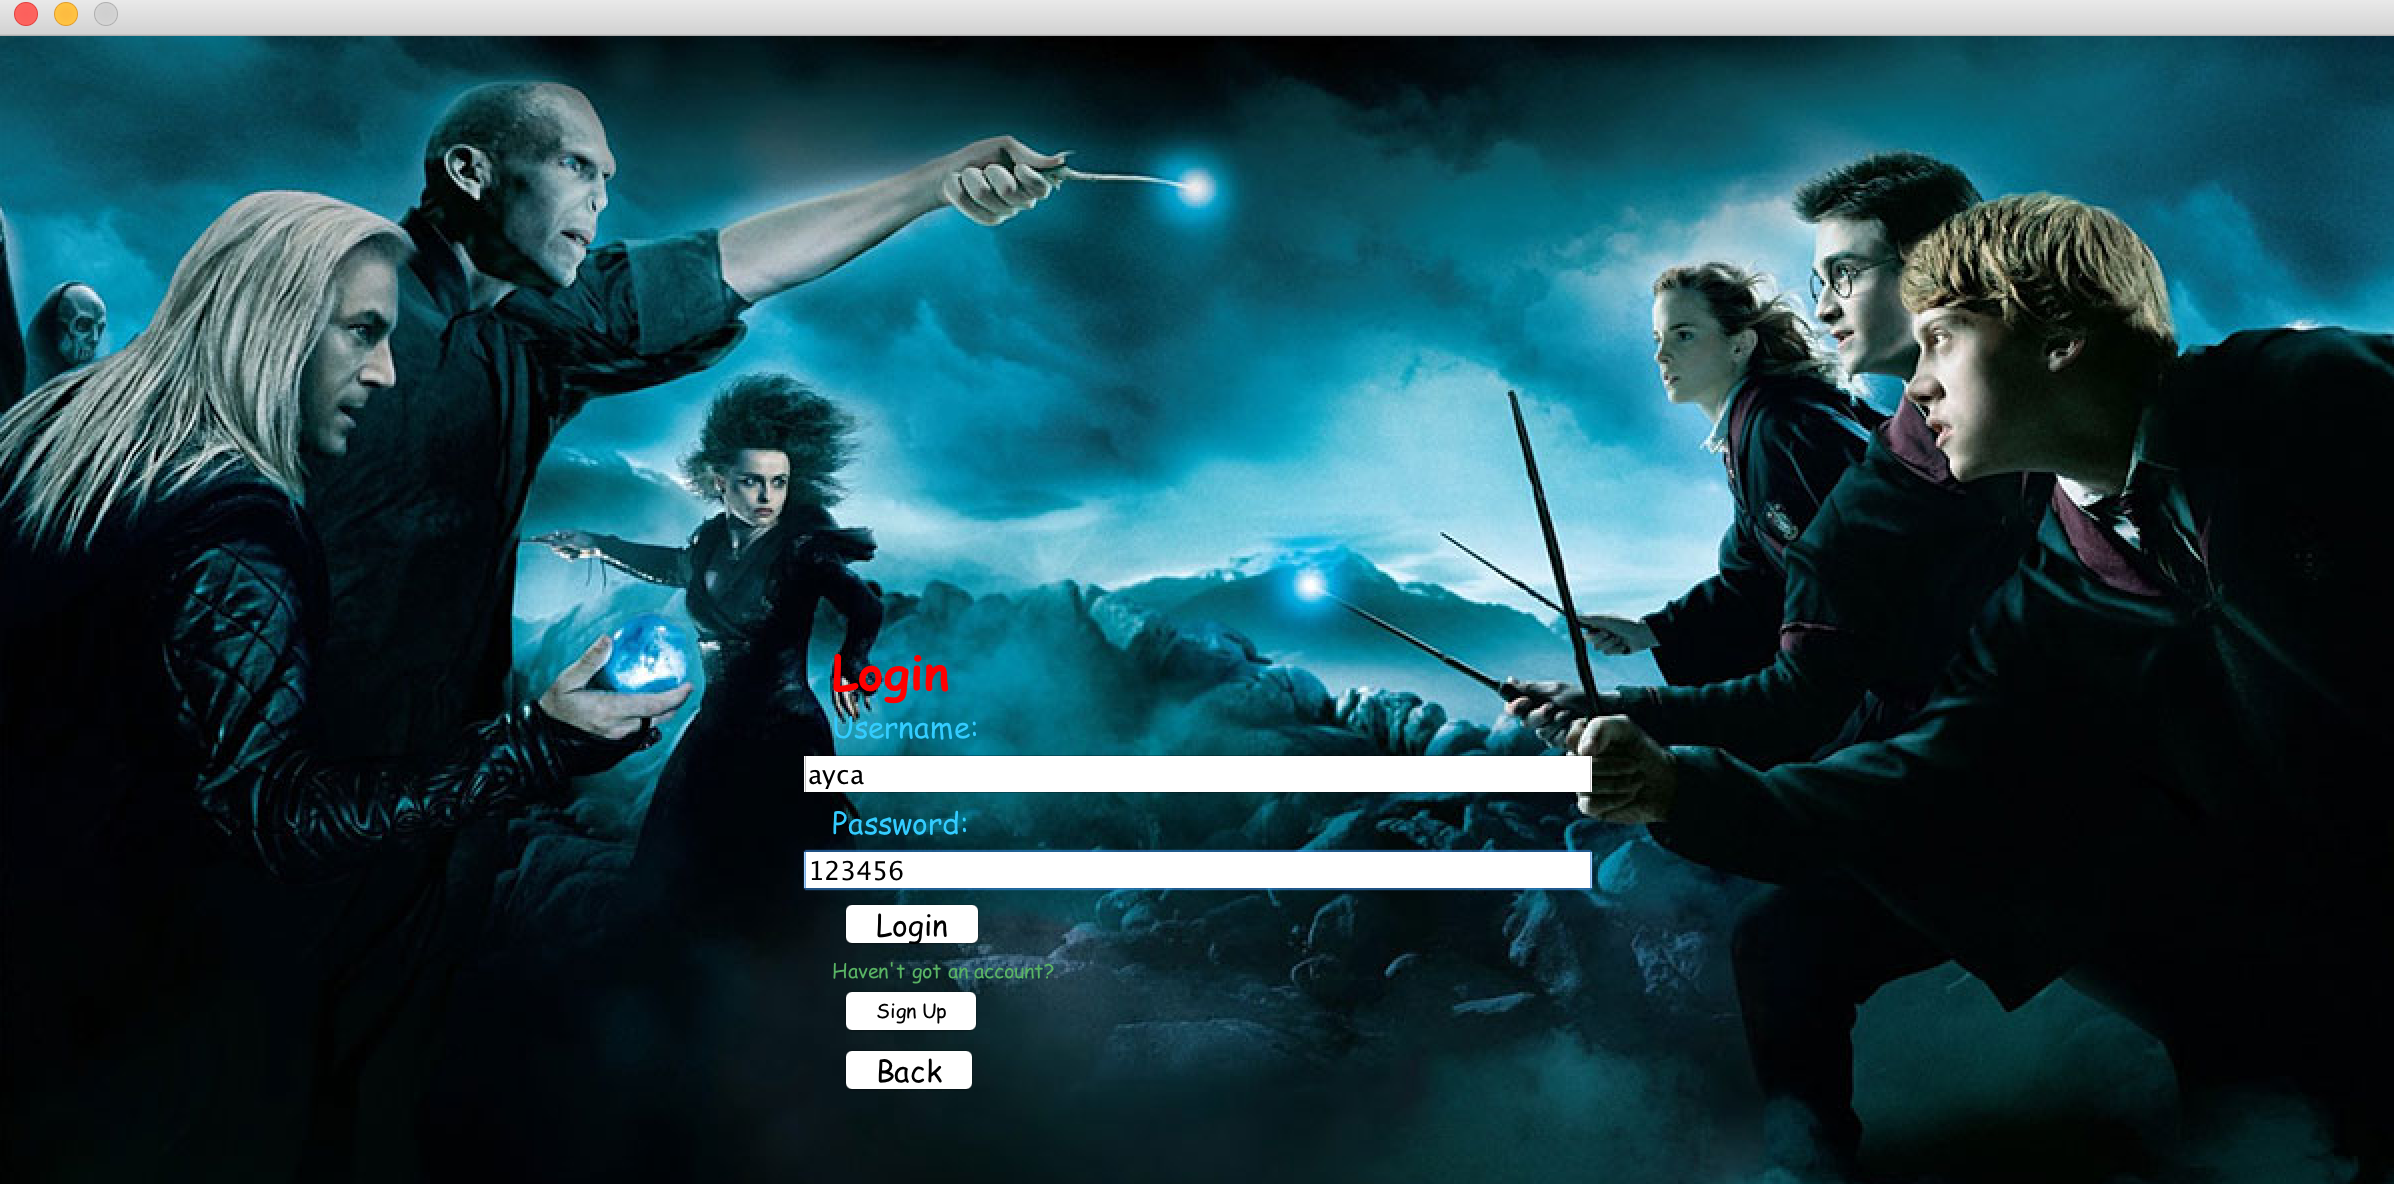 Login
Username:
ayca
Password:
123456
Login
Haven't got an account?
Sign Up
Back